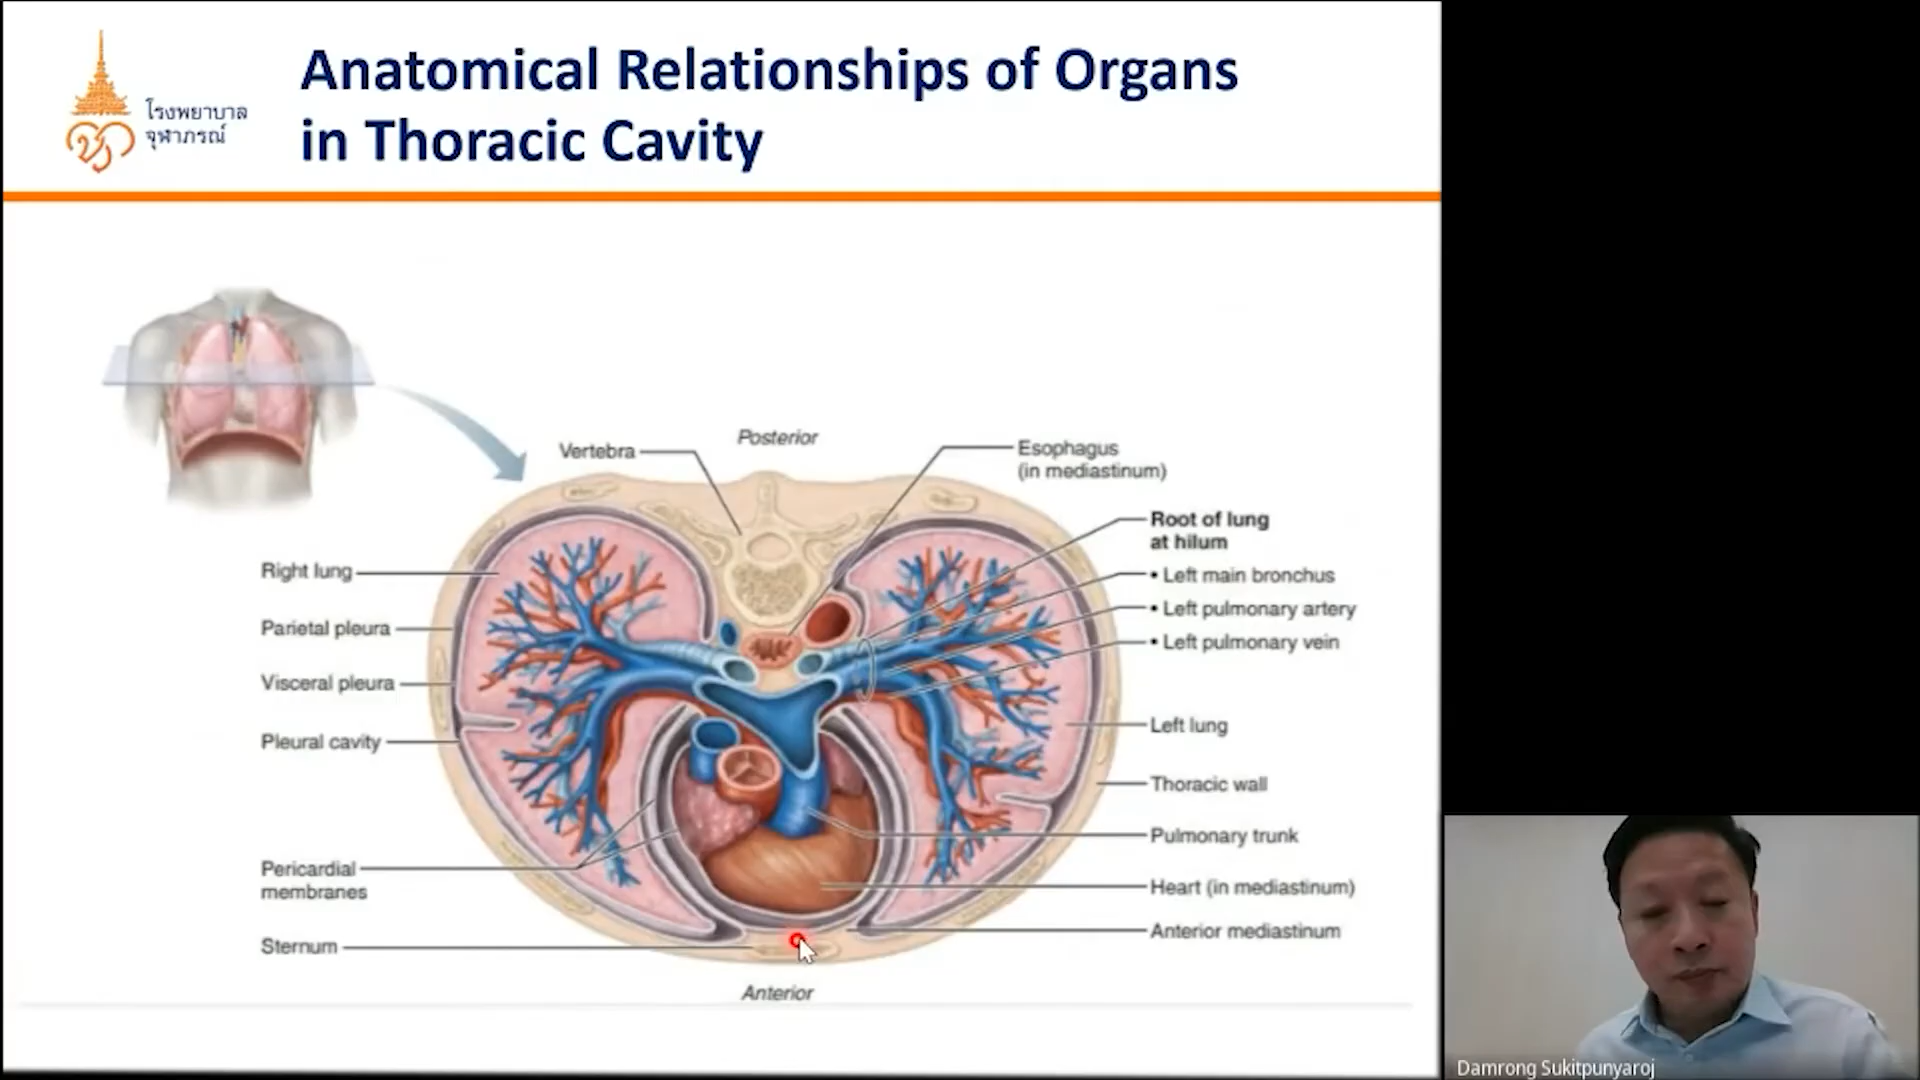 Anatomical Relationships of Organs
in Thoracic Cavity
โรงพยาบาล
จุฬาภรณ์
Posterior
Vertebra
Esophagus
(in mediastinum)
Root of lung
at hilum
• Left main bronchus
• Left pulmonary artery
• Left pulmonary vein
Right lung
Parietal pleura
Visceral pleura
Pleural cavity
Left lung
Thoracic wall
Pulmonary trunk
Pericardial
membranes
Heart (in mediastinum)
Anterior mediastinum
Sternum
Anterior
Damrong Sukitpunyaroj